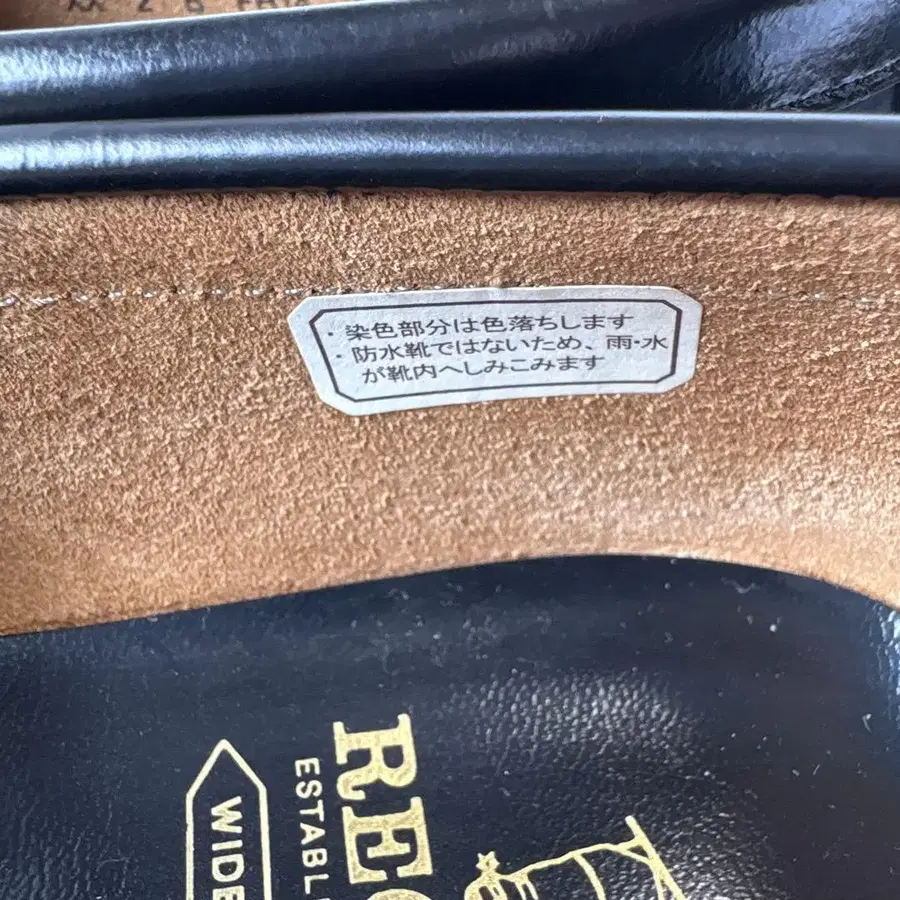 ・染色部分は色落ちします
・防水靴ではないため、雨・水
が靴内へしみこみます
WIDE